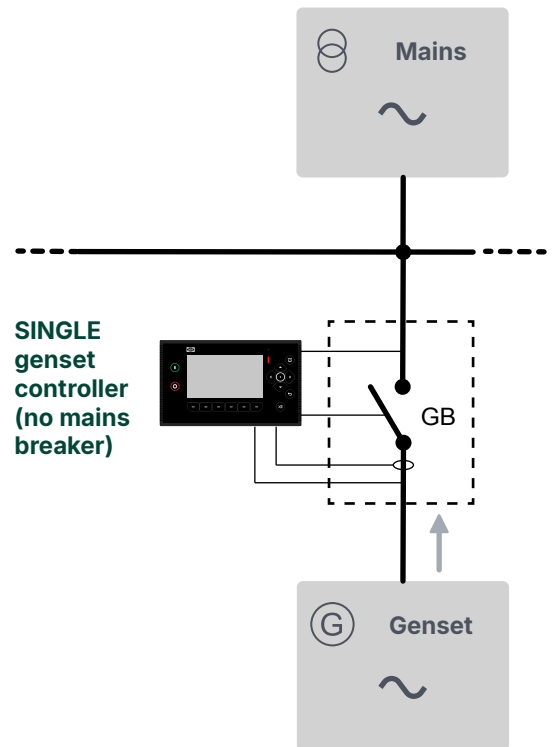 Mains
SINGLE
genset
controller
(no mains
breaker)
GB
G
Genset